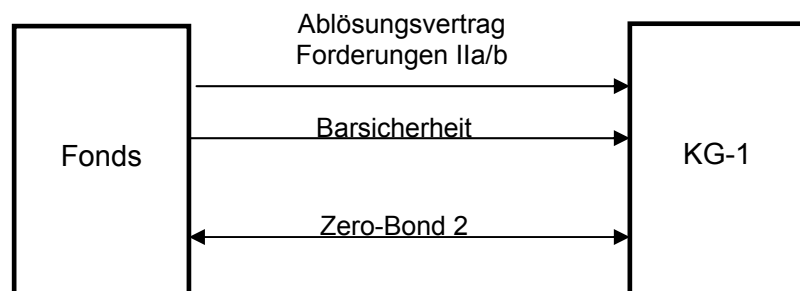 Ablösungsvertrag
Forderungen IIa/b
Barsicherheit
Fonds
KG-1
Zero-Bond 2